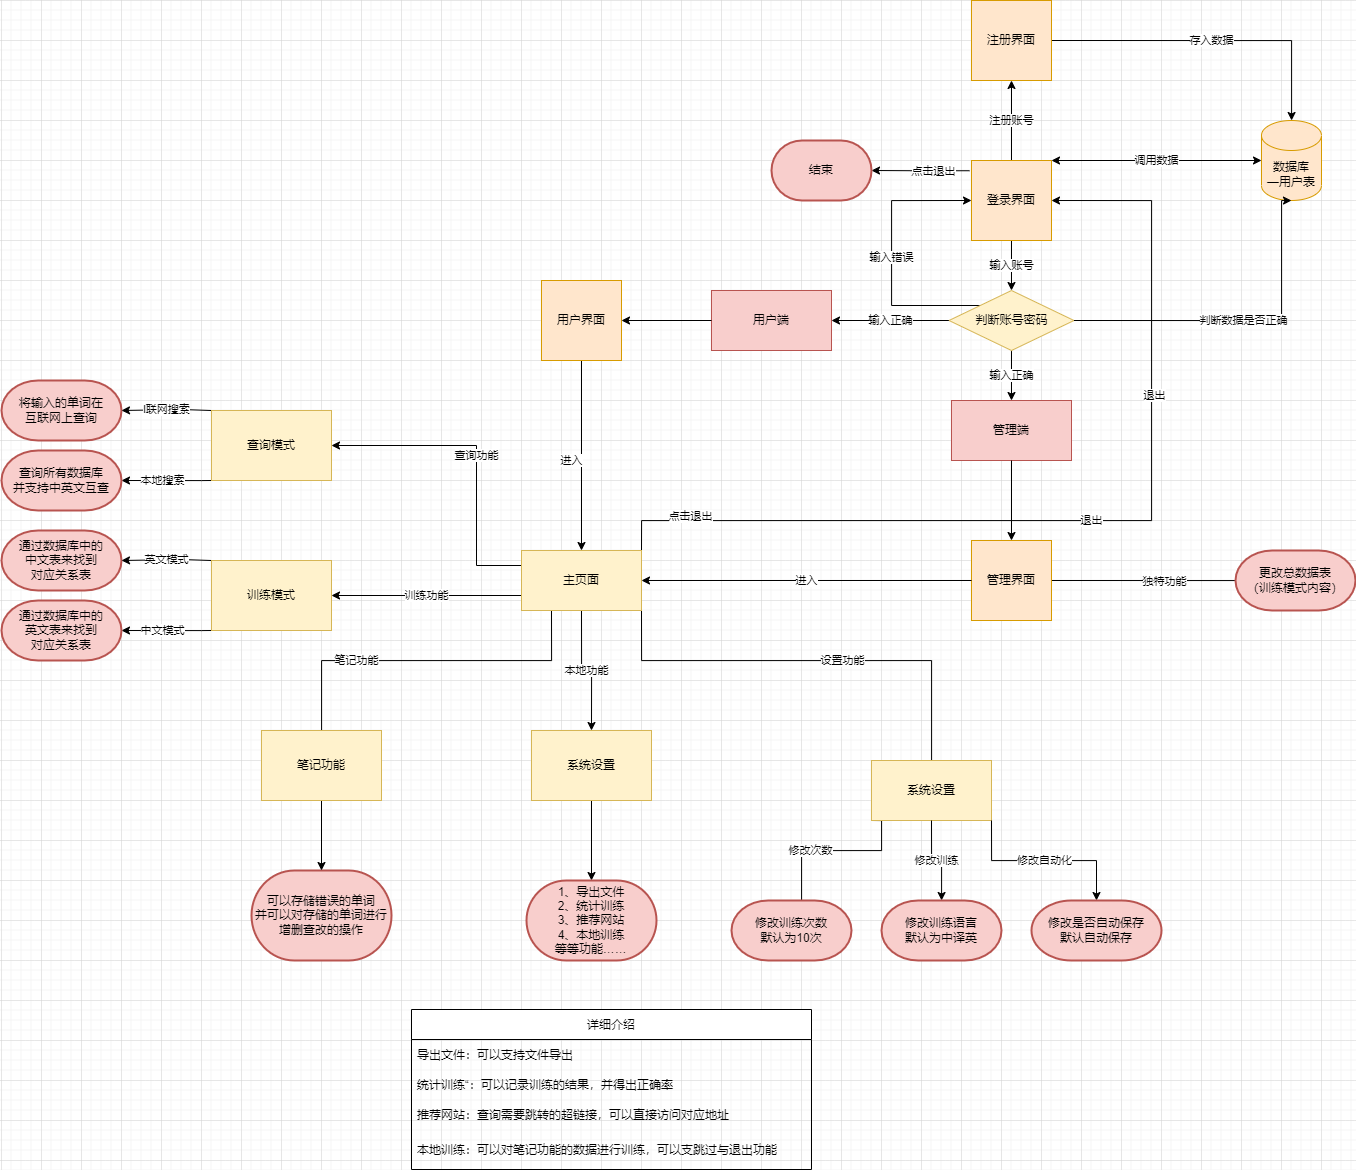 注册界面
存入数据
注册账号
数据库
—用户表
调用数据
结束
点击退出
登录界面
输入错误
输入账号
用户界面
用户端
输入正确
判断账号密码
判断数据是否正确
输入正确
退出
管理端
将输入的单词在
互联网上查询
联网搜索
查询模式
查询功能
进入
查询所有数据库
并支持中英文互查
本地搜索
点击退出
退出
通过数据库中的
中文表来找到
对应关系表
英文模式
训练模式
训练功能
主页面
进入
管理界面
独特功能
更改总数据表
（训练模式内容）
通过数据库中的
英文表来找到
对应关系表
中文模式
笔记功能
本地功能
设置功能
笔记功能
系统设置
系统设置
修改次数
修改训练
修改自动化
可以存储错误的单词
并可以对存储的单词进行
增删查改的操作
1、导出文件
2、统计训练
3、推荐网站
4、本地训练
等等功能……
修改训练次数
默认为10次
修改训练语言
默认为中译英
修改是否自动保存
默认自动保存
详细介绍
导出文件：可以支持文件导出
统计训练“：可以记录训练的结果，并得出正确率
推荐网站：查询需要跳转的超链接，可以直接访问对应地址
本地训练：可以对笔记功能的数据进行训练，可以支跳过与退出功能